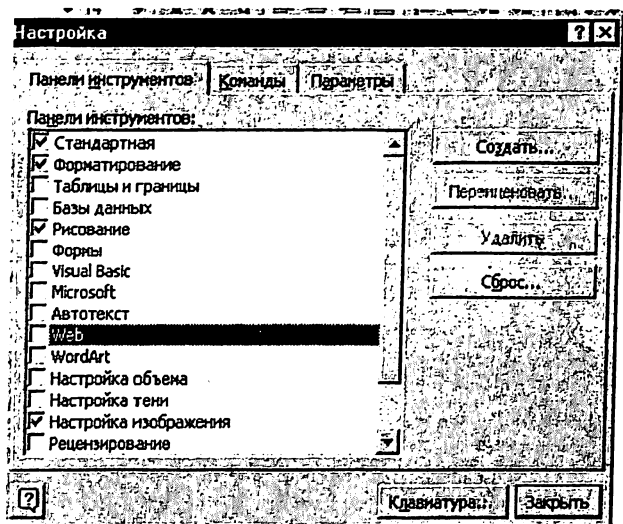 Настройка
Панели инструментов Команды Параметры
Панели инструментов:
Стандартная
Форматирование
Таблицы и границы
Базы данных
Рисование
Формы
Visual Basic
Microsoft
Автотекст
Web
WordArt
Настройка объема
Настройка тени
Настройка изображения
Рецензирование
Создать...
Переименовать...
Удалить
Сброс...
Клавиатура...
Закрыть